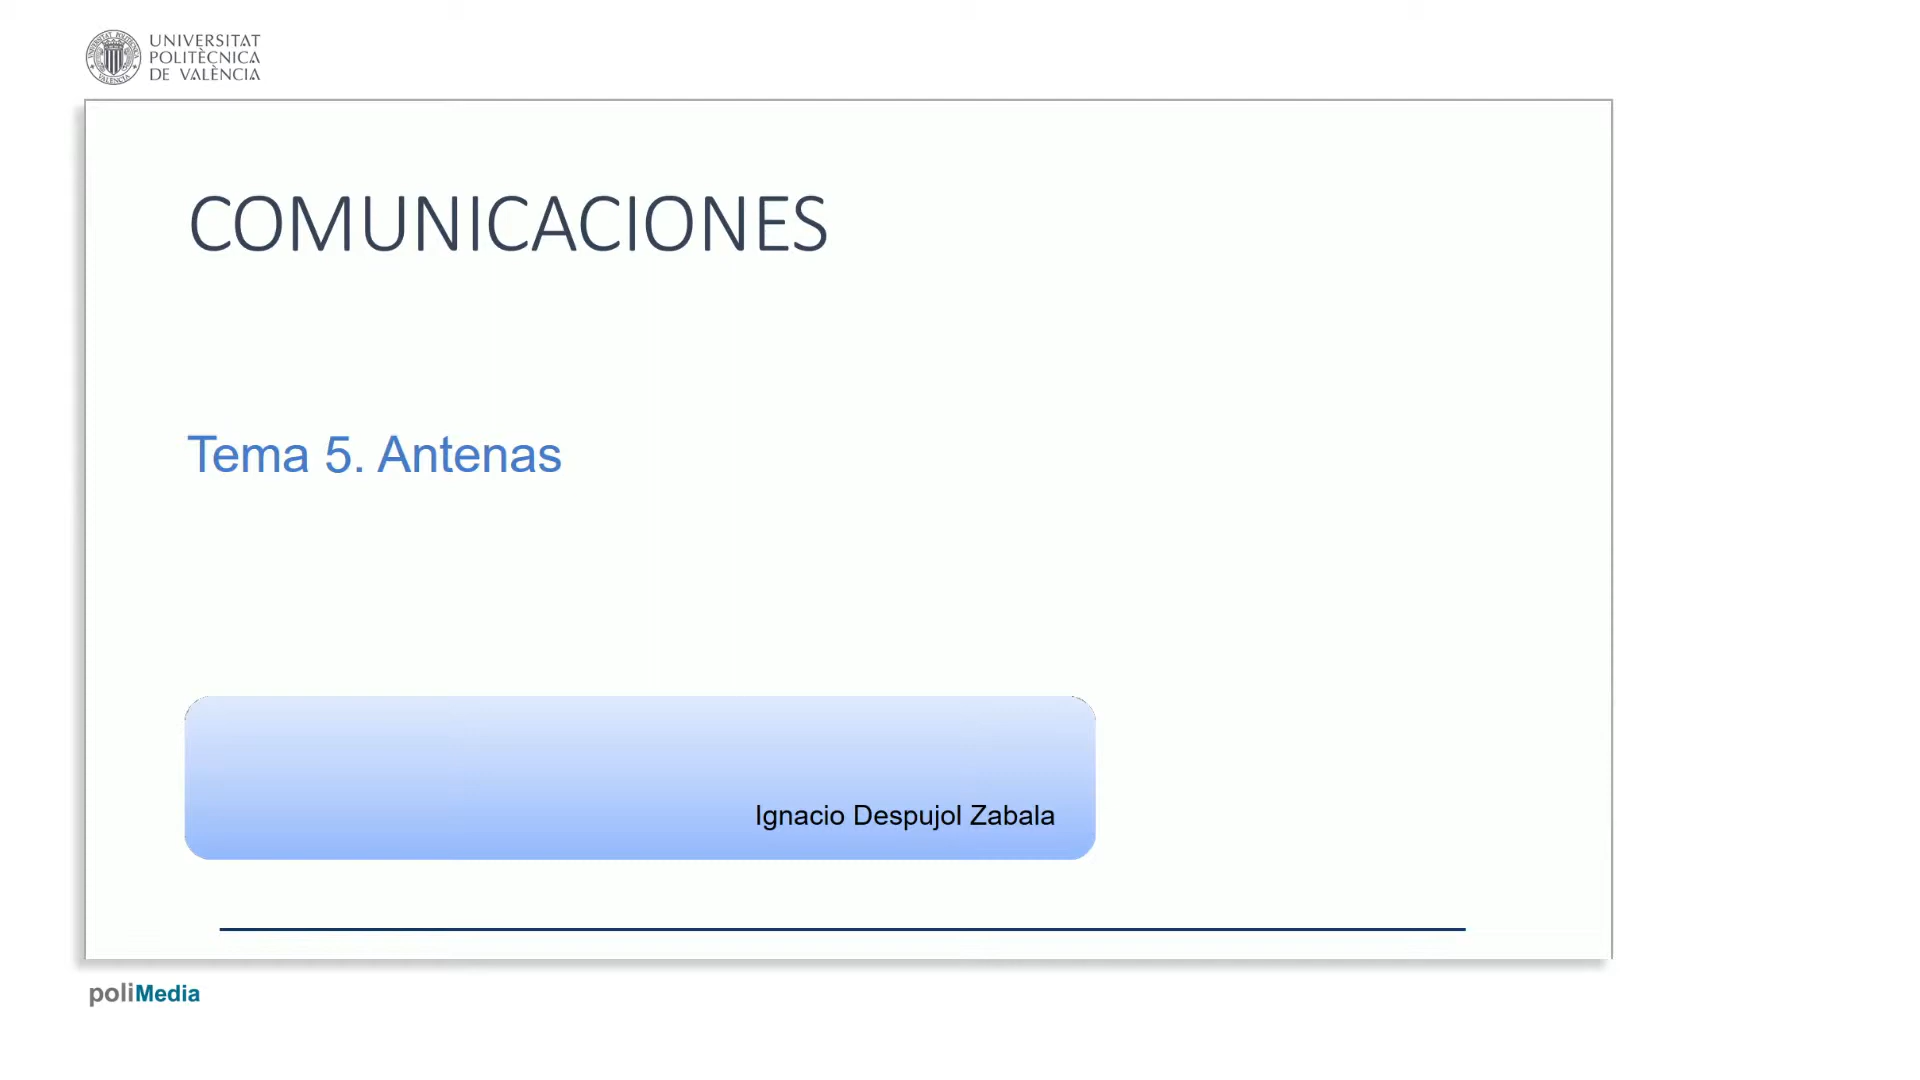 UNIVERSITAT
POLITÈCNICA
DE VALÈNCIA
COMUNICACIONES
Tema 5. Antenas
Ignacio Despujol Zabala
poliMedia